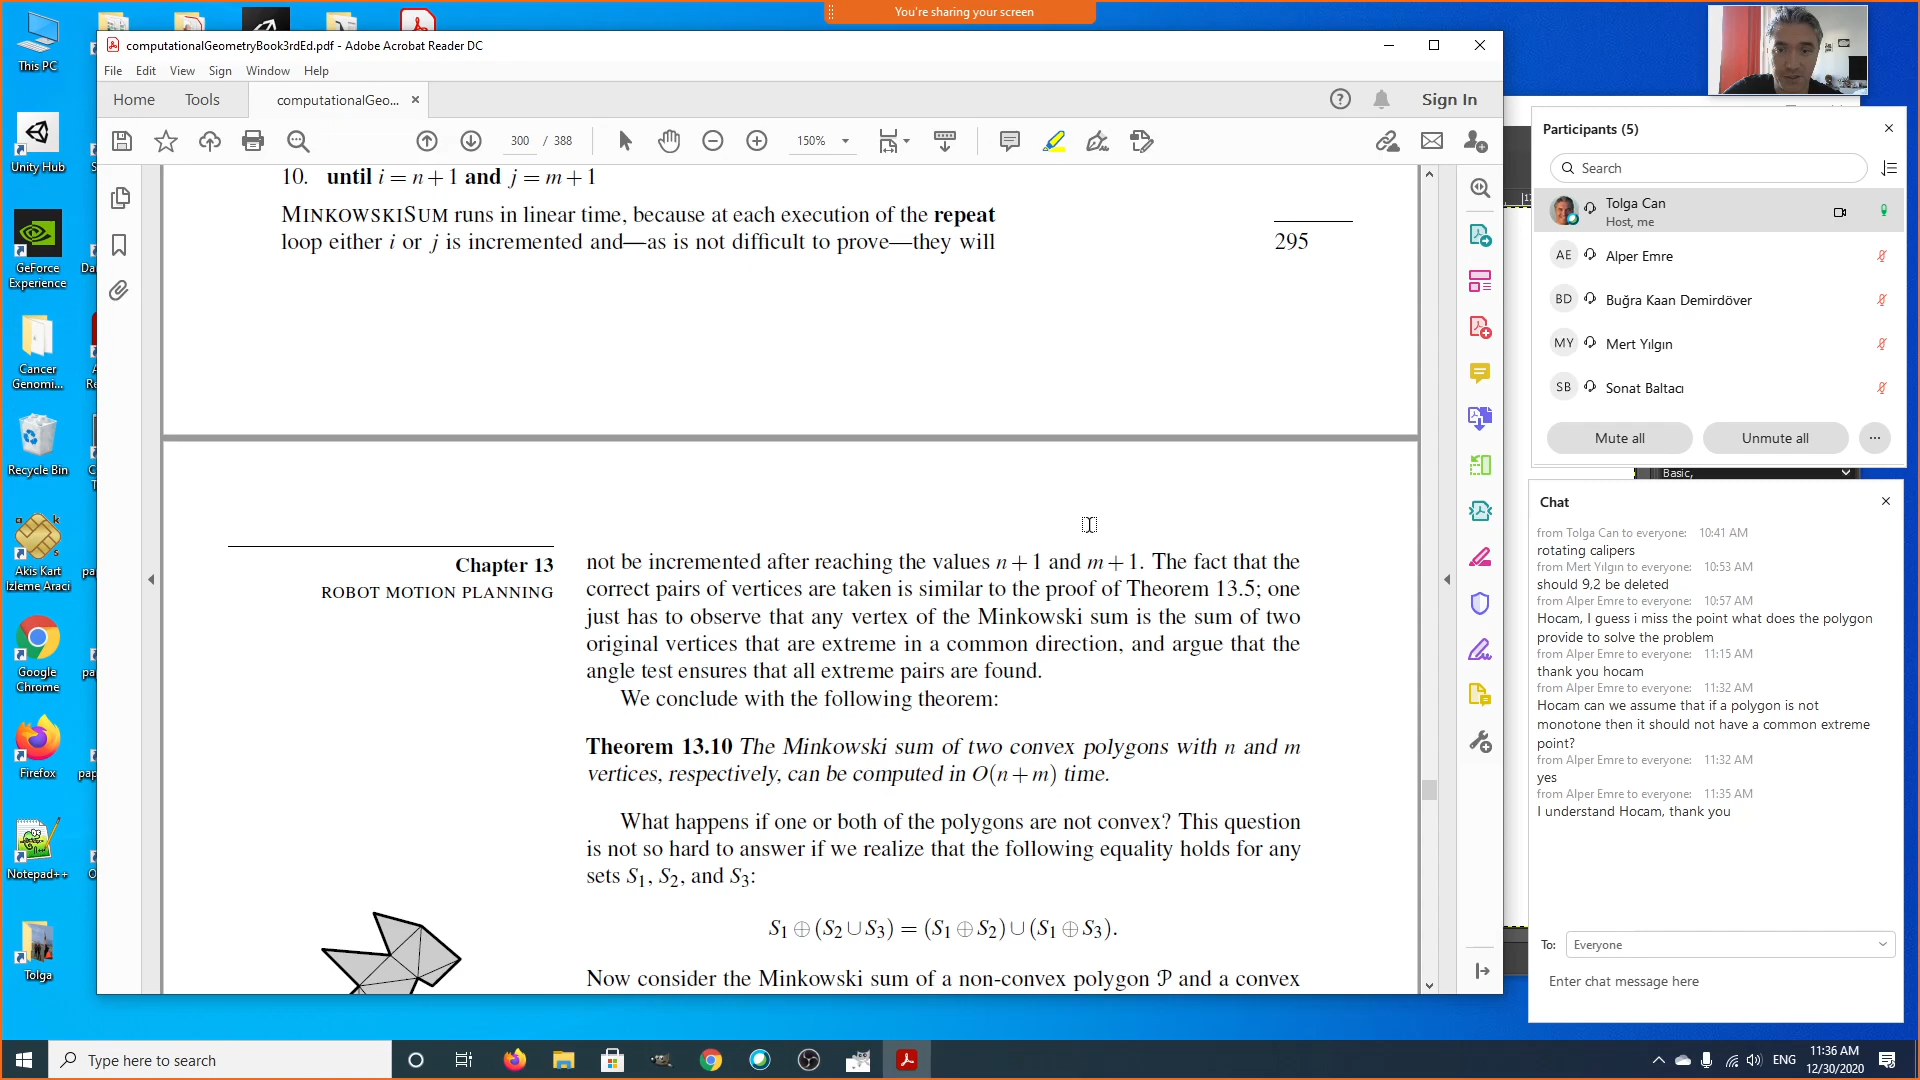 You're sharing your screen
computationalGeometryBook3rdEd.pdf - Adobe Acrobat Reader DC
File Edit View Sign Window Help
Home Tools computationalGeo... Sign In
300 / 388 150%
10. until i = n+1 and j = m+1
MINKOWSKISUM runs in linear time, because at each execution of the repeat
loop either i or j is incremented and—as is not difficult to prove—they will
295
Chapter 13
ROBOT MOTION PLANNING
not be incremented after reaching the values n+1 and m+1. The fact that the
correct pairs of vertices are taken is similar to the proof of Theorem 13.5; one
just has to observe that any vertex of the Minkowski sum is the sum of two
original vertices that are extreme in a common direction, and argue that the
angle test ensures that all extreme pairs are found.
We conclude with the following theorem:
Theorem 13.10 The Minkowski sum of two convex polygons with n and m
vertices, respectively, can be computed in O(n+m) time.
What happens if one or both of the polygons are not convex? This question
is not so hard to answer if we realize that the following equality holds for any
sets S₁, S₂, and S₃:
S₁ ⊕ (S₂ ∪ S₃) = (S₁ ⊕ S₂) ∪ (S₁ ⊕ S₃).
Now consider the Minkowski sum of a non-convex polygon P and a convex
Participants (5)
Search
Tolga Can
Host, me
AE Alper Emre
BD Buğra Kaan Demirdöver
MY Mert Yılgın
SB Sonat Baltacı
Mute all Unmute all ...
Basic,
Chat
from Tolga Can to everyone: 10:41 AM
rotating calipers
from Mert Yılgın to everyone: 10:53 AM
should 9,2 be deleted
from Alper Emre to everyone: 10:57 AM
Hocam, I guess i miss the point what does the polygon
provide to solve the problem
from Alper Emre to everyone: 11:15 AM
thank you hocam
from Alper Emre to everyone: 11:32 AM
Hocam can we assume that if a polygon is not
monotone then it should not have a common extreme
point?
from Alper Emre to everyone: 11:32 AM
yes
from Alper Emre to everyone: 11:35 AM
I understand Hocam, thank you
To: Everyone
Enter chat message here
This PC
Unity Hub
GeForce
Experience
Cancer
Genomi...
Recycle Bin
Akis Kart
Izleme Araci
Google
Chrome
Firefox
Notepad++
Tolga
Type here to search
ENG
11:36 AM
12/30/2020